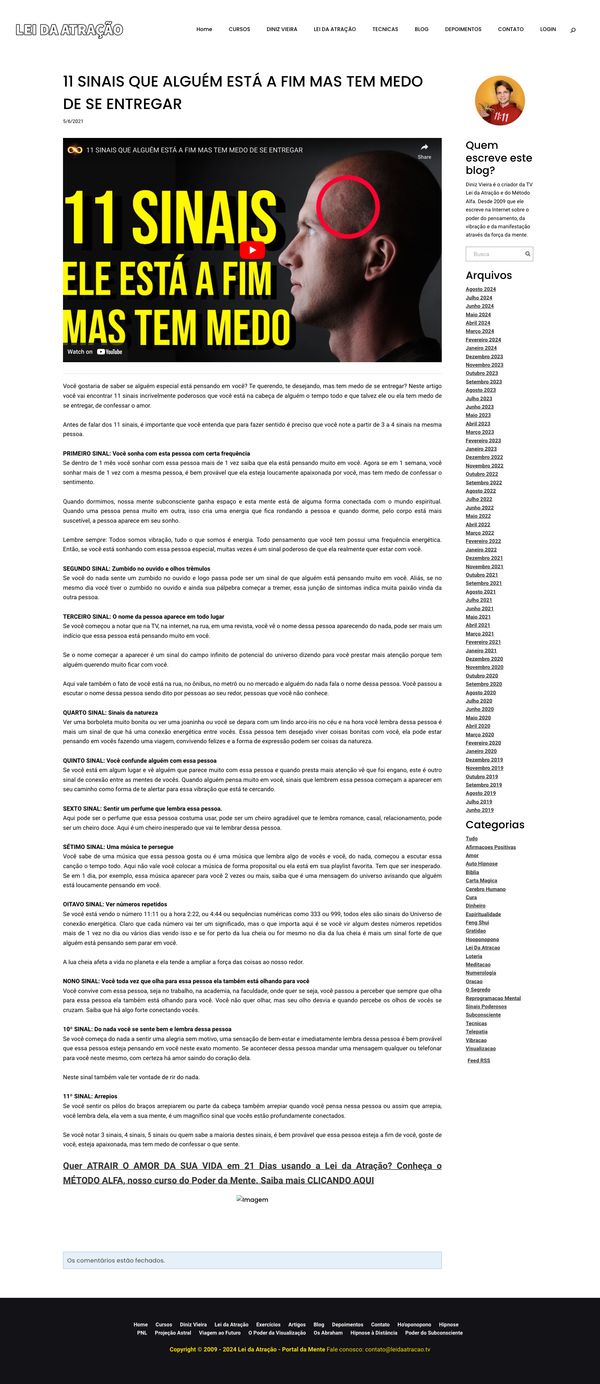 LEI DA ATRAÇÃO
Home CURSOS DINIZ VIEIRA LEI DA ATRAÇÃO TECNICAS BLOG DEPOIMENTOS CONTATO LOGIN
11 SINAIS QUE ALGUÉM ESTÁ A FIM MAS TEM MEDO
DE SE ENTREGAR
5/6/2021
11 SINAIS QUE ALGUÉM ESTÁ A FIM MAS TEM MEDO DE SE ENTREGAR
Share
11 SINAIS
ELE ESTÁ A FIM
MAS TEM MEDO
Watch on YouTube
Você gostaria de saber se alguém especial está pensando em você? Te querendo, te desejando, mas tem medo de se entregar? Neste artigo
você vai encontrar 11 sinais incrivelmente poderosos que você está na cabeça de alguém o tempo todo e que talvez ele ou ela tem medo de
se entregar, de confessar o amor.
Antes de falar dos 11 sinais, é importante que você entenda que para fazer sentido é preciso que você note a partir de 3 a 4 sinais na mesma
pessoa.
PRIMEIRO SINAL: Você sonha com esta pessoa com certa frequência
Se dentro de 1 mês você sonhar com essa pessoa mais de 1 vez saiba que ela está pensando muito em você. Agora se em 1 semana, você
sonhar mais de 1 vez com a mesma pessoa, é bem provável que ela esteja loucamente apaixonada por você, mas tem medo de confessar o
sentimento.
Quando dormimos, nossa mente subconsciente ganha espaço e esta mente está de alguma forma conectada com o mundo espiritual.
Quando uma pessoa pensa muito em outra, isso cria uma energia que fica rondando a pessoa e quando dorme, pelo corpo está mais
suscetível, a pessoa aparece em seu sonho.
Lembre sempre: Todos somos vibração, tudo o que somos é energia. Todo pensamento que você tem possui uma frequência energética.
Então, se você está sonhando com essa pessoa especial, muitas vezes é um sinal poderoso de que ela realmente quer estar com você.
SEGUNDO SINAL: Zumbido no ouvido e olhos trêmulos
Se você do nada sente um zumbido no ouvido e logo passa pode ser um sinal de que alguém está pensando muito em você. Aliás, se no
mesmo dia você tiver o zumbido no ouvido e ainda sua pálpebra começar a tremer, essa junção de sintomas indica muita paixão vinda da
outra pessoa.
TERCEIRO SINAL: O nome da pessoa aparece em todo lugar
Se você começou a notar que na TV, na internet, na rua, em uma revista, você vê o nome dessa pessoa aparecendo do nada, pode ser mais um
indício que essa pessoa está pensando muito em você.
Se o nome começar a aparecer é um sinal do campo infinito de potencial do universo dizendo para você prestar mais atenção porque tem
alguém querendo muito ficar com você.
Aqui vale também o fato de você está na rua, no ônibus, no metrô ou no mercado e alguém do nada fala o nome dessa pessoa. Você passou a
escutar o nome dessa pessoa sendo dito por pessoas ao seu redor, pessoas que você não conhece.
QUARTO SINAL: Sinais da natureza
Ver uma borboleta muito bonita ou ver uma joaninha ou você se depara com um lindo arco-íris no céu e na hora você lembra dessa pessoa é
mais um sinal de que há uma conexão energética entre vocês. Essa pessoa tem desejado viver coisas bonitas com você, ela pode estar
pensando em vocês fazendo uma viagem, convivendo felizes e a forma de expressão podem ser coisas da natureza.
QUINTO SINAL: Você confunde alguém com essa pessoa
Se você está em algum lugar e vê alguém que parece muito com essa pessoa e quando presta mais atenção vê que foi engano, este é outro
sinal de conexão entre as mentes de vocês. Quando alguém pensa muito em você, sinais que lembrem essa pessoa começam a aparecer em
seu caminho como forma de te alertar para essa vibração que está te cercando.
SEXTO SINAL: Sentir um perfume que lembra essa pessoa.
Aqui pode ser o perfume que essa pessoa costuma usar, pode ser um cheiro agradável que te lembra romance, casal, relacionamento, pode
ser um cheiro doce. Aqui é um cheiro inesperado que vai te lembrar dessa pessoa.
SÉTIMO SINAL: Uma música te persegue
Você sabe de uma música que essa pessoa gosta ou é uma música que lembra algo de vocês e você, do nada, começou a escutar essa
canção o tempo todo. Aqui não vale você colocar a música de forma proposital ou ela está em sua playlist favorita. Tem que ser inesperado.
Se em 1 dia, por exemplo, essa música aparecer para você 2 vezes ou mais, saiba que é uma mensagem do universo avisando que alguém
está loucamente pensando em você.
OITAVO SINAL: Ver números repetidos
Se você está vendo o número 11:11 ou a hora 2:22, ou 4:44 ou sequências numéricas como 333 ou 999, todos eles são sinais do Universo de
conexão energética. Claro que cada número vai ter um significado, mas o que importa aqui é se você vir algum destes números repetidos
mais de 1 vez no dia ou vários dias vendo isso e se for perto da lua cheia ou for mesmo no dia da lua cheia é mais um sinal forte de que
alguém está pensando sem parar em você.
A lua cheia afeta a vida no planeta e ela tende a ampliar a força das coisas ao nosso redor.
NONO SINAL: Você toda vez que olha para essa pessoa ela também está olhando para você
Você convive com essa pessoa, seja no trabalho, na academia, na faculdade, onde quer se seja, você passou a perceber que sempre que olha
para essa pessoa ela também está olhando para você. Você não quer olhar, mas seu olho desvia e quando percebe os olhos de vocês se
cruzam. Saiba que há algo forte conectando vocês.
10º SINAL: Do nada você se sente bem e lembra dessa pessoa
Se você começa do nada a sentir uma alegria sem motivo, uma sensação de bem-estar e imediatamente lembra dessa pessoa é bem provável
que essa pessoa esteja pensando em você neste exato momento. Se acontecer dessa pessoa mandar uma mensagem qualquer ou telefonar
para você neste mesmo, com certeza há amor saindo do coração dela.
Neste sinal também vale ter vontade de rir do nada.
11º SINAL: Arrepios
Se você sentir os pêlos do braços arrepiarem ou parte da cabeça também arrepiar quando você pensa nessa pessoa ou assim que arrepia,
você lembra dela, ela vem a sua mente, é um magnífico sinal que vocês estão profundamente conectados.
Se você notar 3 sinais, 4 sinais, 5 sinais ou quem sabe a maioria destes sinais, é bem provável que essa pessoa esteja a fim de você, goste de
você, esteja apaixonada, mas tem medo de confessar o que sente.
Quer ATRAIR O AMOR DA SUA VIDA em 21 Dias usando a Lei da Atração? Conheça o
MÉTODO ALFA, nosso curso do Poder da Mente. Saiba mais CLICANDO AQUI
Imagem
Os comentários estão fechados.
11:11
Quem
escreve este
blog?
Diniz Vieira é o criador da TV
Lei da Atração e do Método
Alfa. Desde 2009 que ele
escreve na Internet sobre o
poder do pensamento, da
vibração e da manifestação
através da força da mente.
Busca
Arquivos
Agosto 2024
Julho 2024
Junho 2024
Maio 2024
Abril 2024
Março 2024
Fevereiro 2024
Janeiro 2024
Dezembro 2023
Novembro 2023
Outubro 2023
Setembro 2023
Agosto 2023
Julho 2023
Junho 2023
Maio 2023
Abril 2023
Março 2023
Fevereiro 2023
Janeiro 2023
Dezembro 2022
Novembro 2022
Outubro 2022
Setembro 2022
Agosto 2022
Julho 2022
Junho 2022
Maio 2022
Abril 2022
Março 2022
Fevereiro 2022
Janeiro 2022
Dezembro 2021
Novembro 2021
Outubro 2021
Setembro 2021
Agosto 2021
Julho 2021
Junho 2021
Maio 2021
Abril 2021
Março 2021
Fevereiro 2021
Janeiro 2021
Dezembro 2020
Novembro 2020
Outubro 2020
Setembro 2020
Agosto 2020
Julho 2020
Junho 2020
Maio 2020
Abril 2020
Março 2020
Fevereiro 2020
Janeiro 2020
Dezembro 2019
Novembro 2019
Outubro 2019
Setembro 2019
Agosto 2019
Julho 2019
Junho 2019
Categorias
Tudo
Afirmacoes Positivas
Amor
Auto Hipnose
Biblia
Carta Magica
Cerebro Humano
Cura
Dinheiro
Espiritualidade
Feng Shui
Gratidao
Hooponopono
Lei Da Atracao
Loteria
Meditacao
Numerologia
Oracao
O Segredo
Reprogramacao Mental
Sinais Poderosos
Subconsciente
Tecnicas
Telepatia
Vibracao
Visualizacao
Feed RSS
Home Cursos Diniz Vieira Lei da Atração Exercícios Artigos Blog Depoimentos Contato Ho'oponopono Hipnose
PNL Projeção Astral Viagem ao Futuro O Poder da Visualização Os Abraham Hipnose à Distância Poder do Subconsciente
Copyright © 2009 - 2024 Lei da Atração - Portal da Mente Fale conosco: contato@leidaatracao.tv